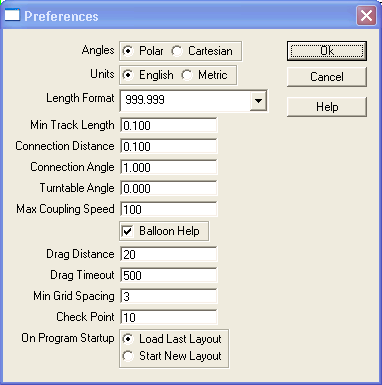 Preferences
Angles Polar Cartesian Ok
Units English Metric Cancel
Length Format 999.999 Help
Min Track Length 0.100
Connection Distance 0.100
Connection Angle 1.000
Turntable Angle 0.000
Max Coupling Speed 100
Balloon Help
Drag Distance 20
Drag Timeout 500
Min Grid Spacing 3
Check Point 10
On Program Startup Load Last Layout
Start New Layout